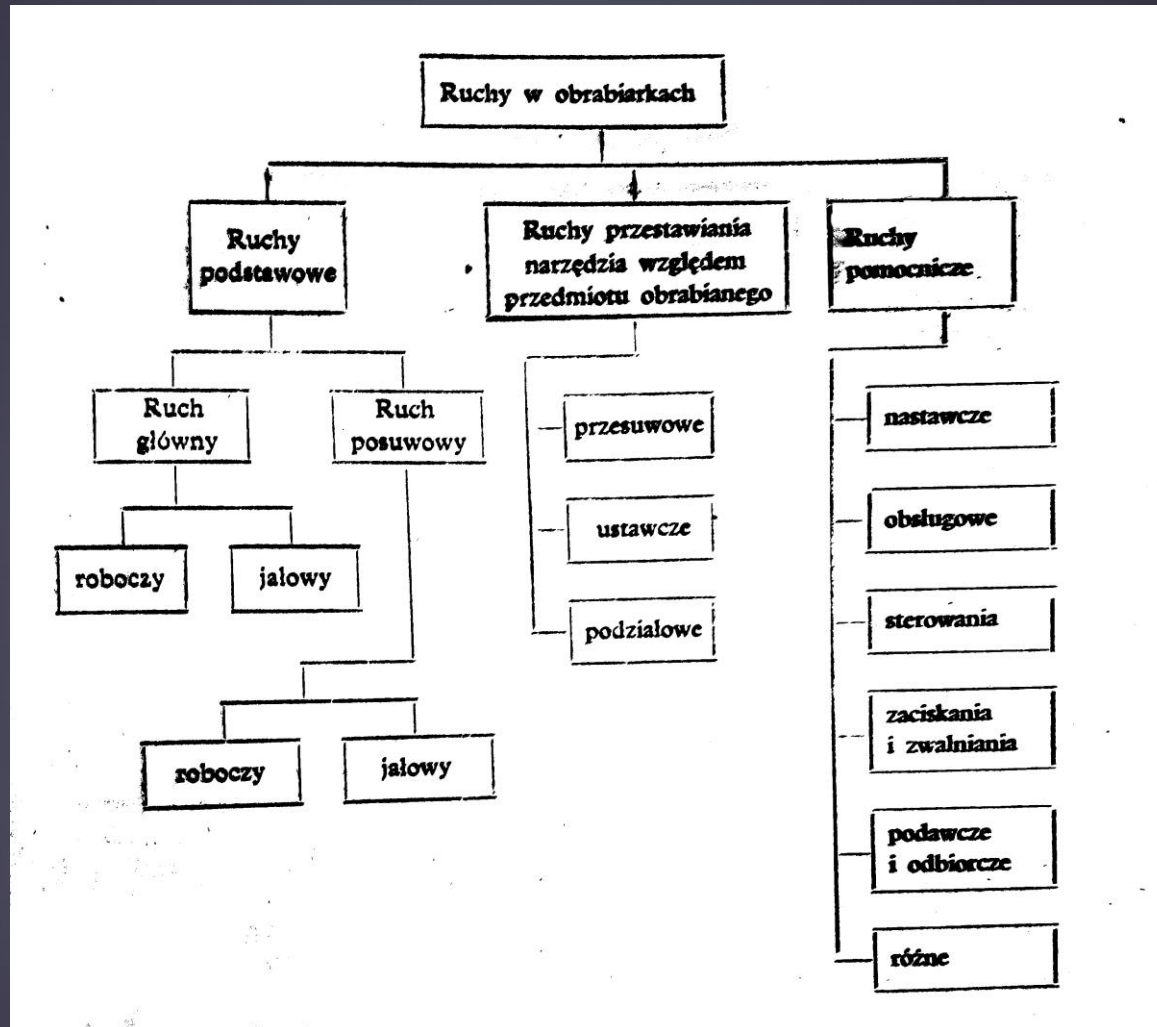 Ruchy w obrabiarkach
Ruchy
podstawowe
Ruchy przestawiania
narzędzia względem
przedmiotu obrabianego
Ruchy
pomocnicze
Ruch
główny
Ruch
posuwowy
roboczy
jałowy
roboczy
jałowy
przesuwowe
ustawcze
podziałowe
nastawcze
obsługowe
sterowania
zaciskania
i zwalniania
podawcze
i odbiorcze
różne